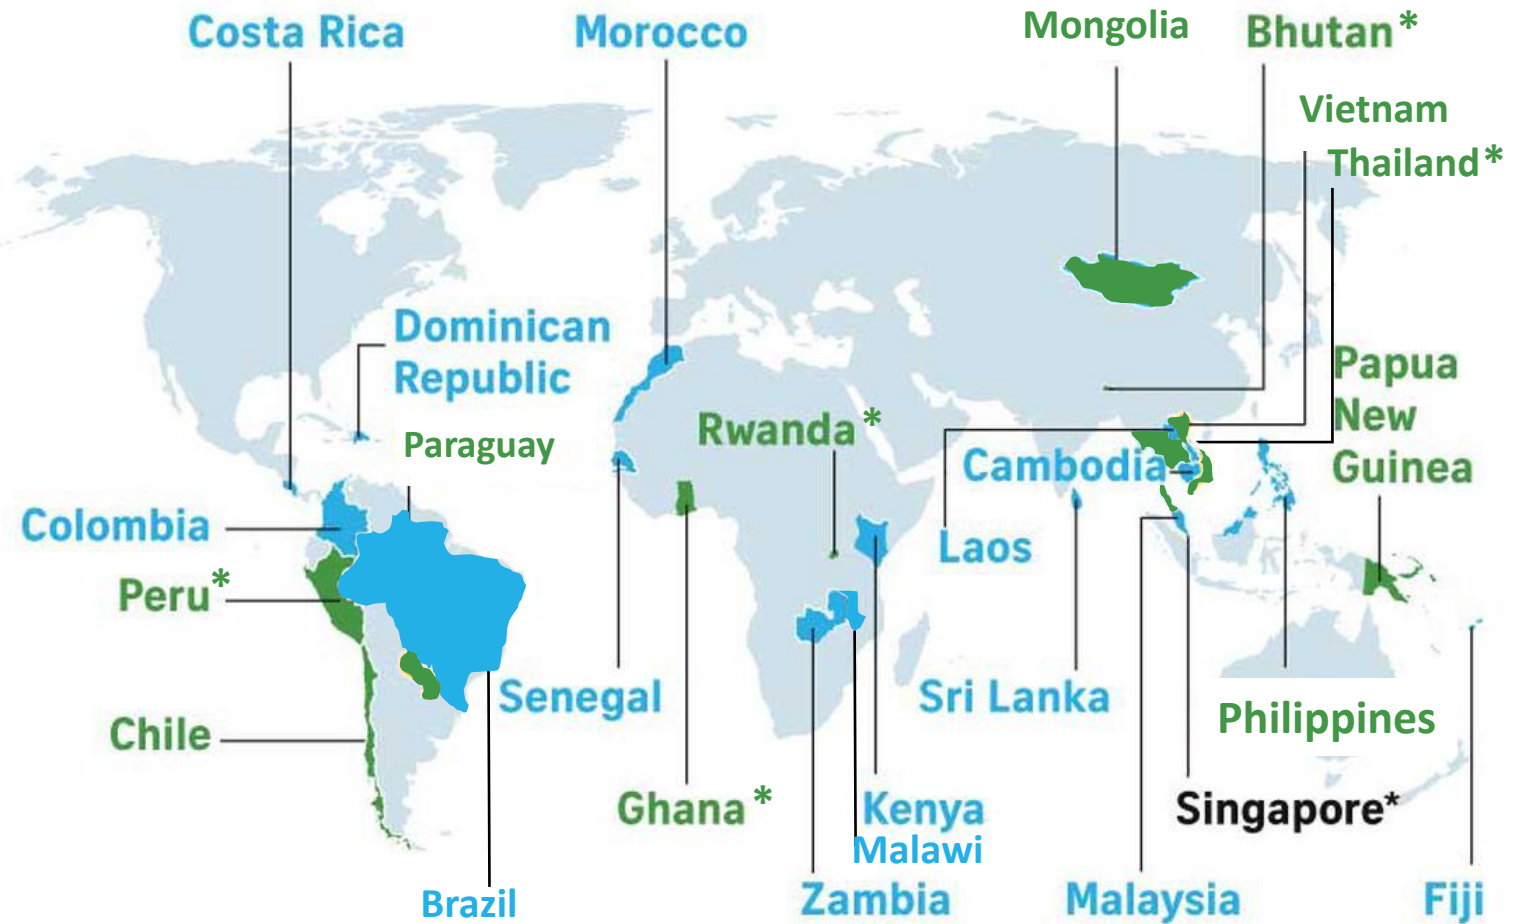 Costa Rica
Morocco
Mongolia
Bhutan*
Vietnam
Thailand*
Dominican
Republic
Papua
New
Guinea
Rwanda*
Paraguay
Cambodia
Colombia
Laos
Peru*
Senegal
Sri Lanka
Philippines
Chile
Ghana*
Kenya
Singapore*
Malawi
Brazil
Zambia
Malaysia
Fiji